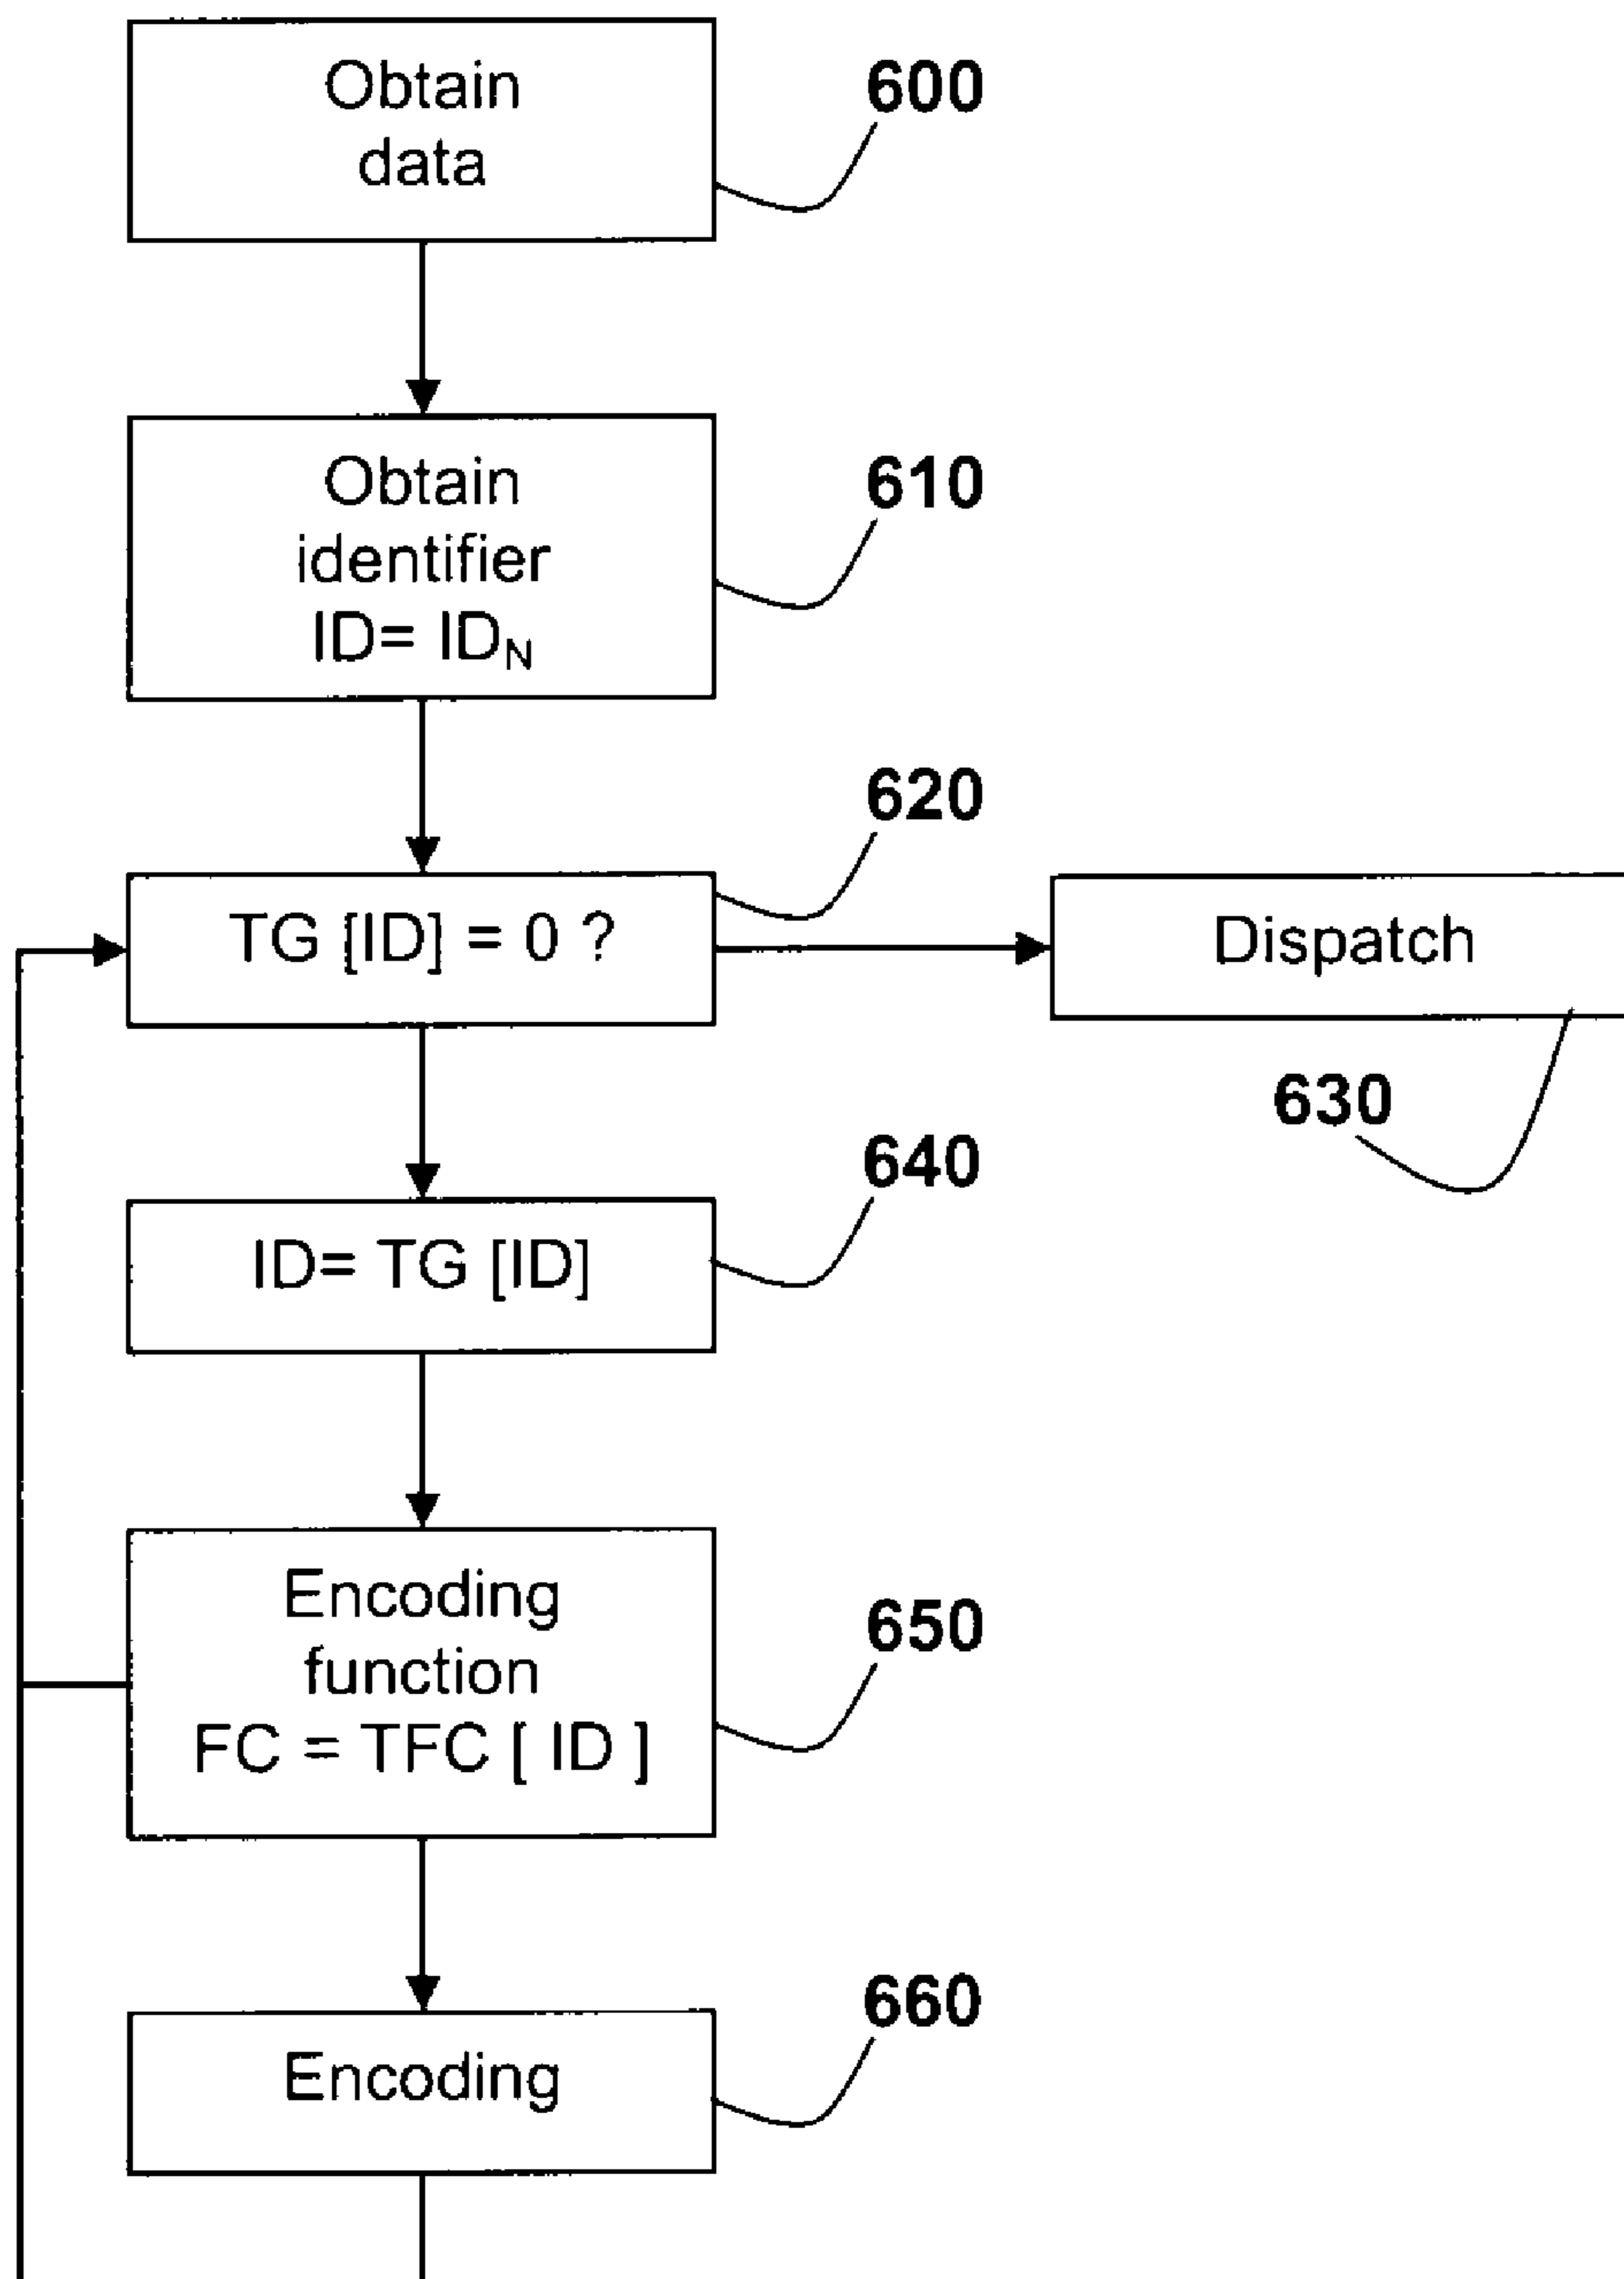 Obtain
data
600
Obtain
identifier
ID= IDN
610
620
TG [ID] = 0 ?
Dispatch
630
640
ID= TG [ID]
Encoding
function
FC = TFC [ ID ]
650
660
Encoding